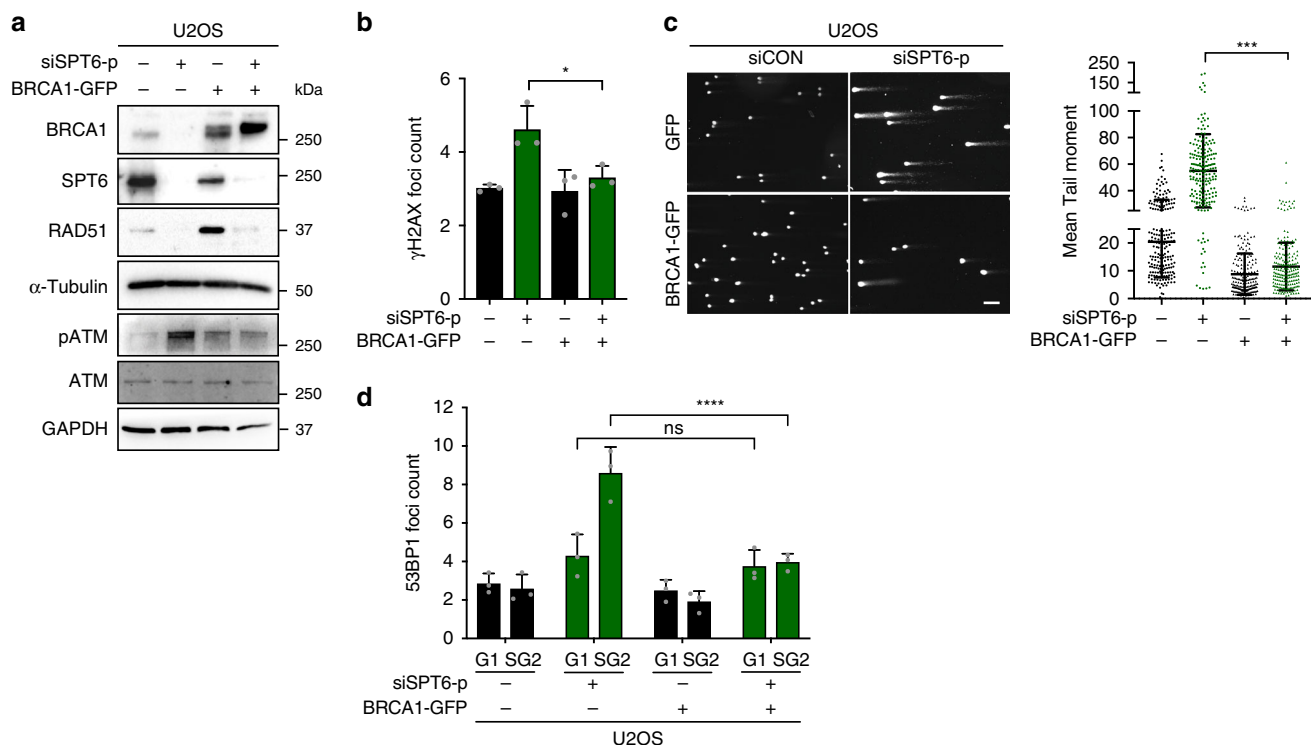 a
U2OS
siSPT6-p – + – +
BRCA1-GFP – – + + kDa
BRCA1 250
SPT6 250
RAD51 37
α-Tubulin 50
pATM 250
ATM 250
GAPDH 37
b
*
6
4
2
0
γH2AX foci count
siSPT6-p – + – +
BRCA1-GFP – – + +
c
U2OS
siCON siSPT6-p
GFP
BRCA1-GFP
***
250
150
100
80
60
40
20
10
0
Mean Tail moment
siSPT6-p – + – +
BRCA1-GFP – – + +
d
****
ns
12
10
8
6
4
2
0
53BP1 foci count
G1 SG2 G1 SG2 G1 SG2 G1 SG2
siSPT6-p – + – +
BRCA1-GFP – – + +
U2OS